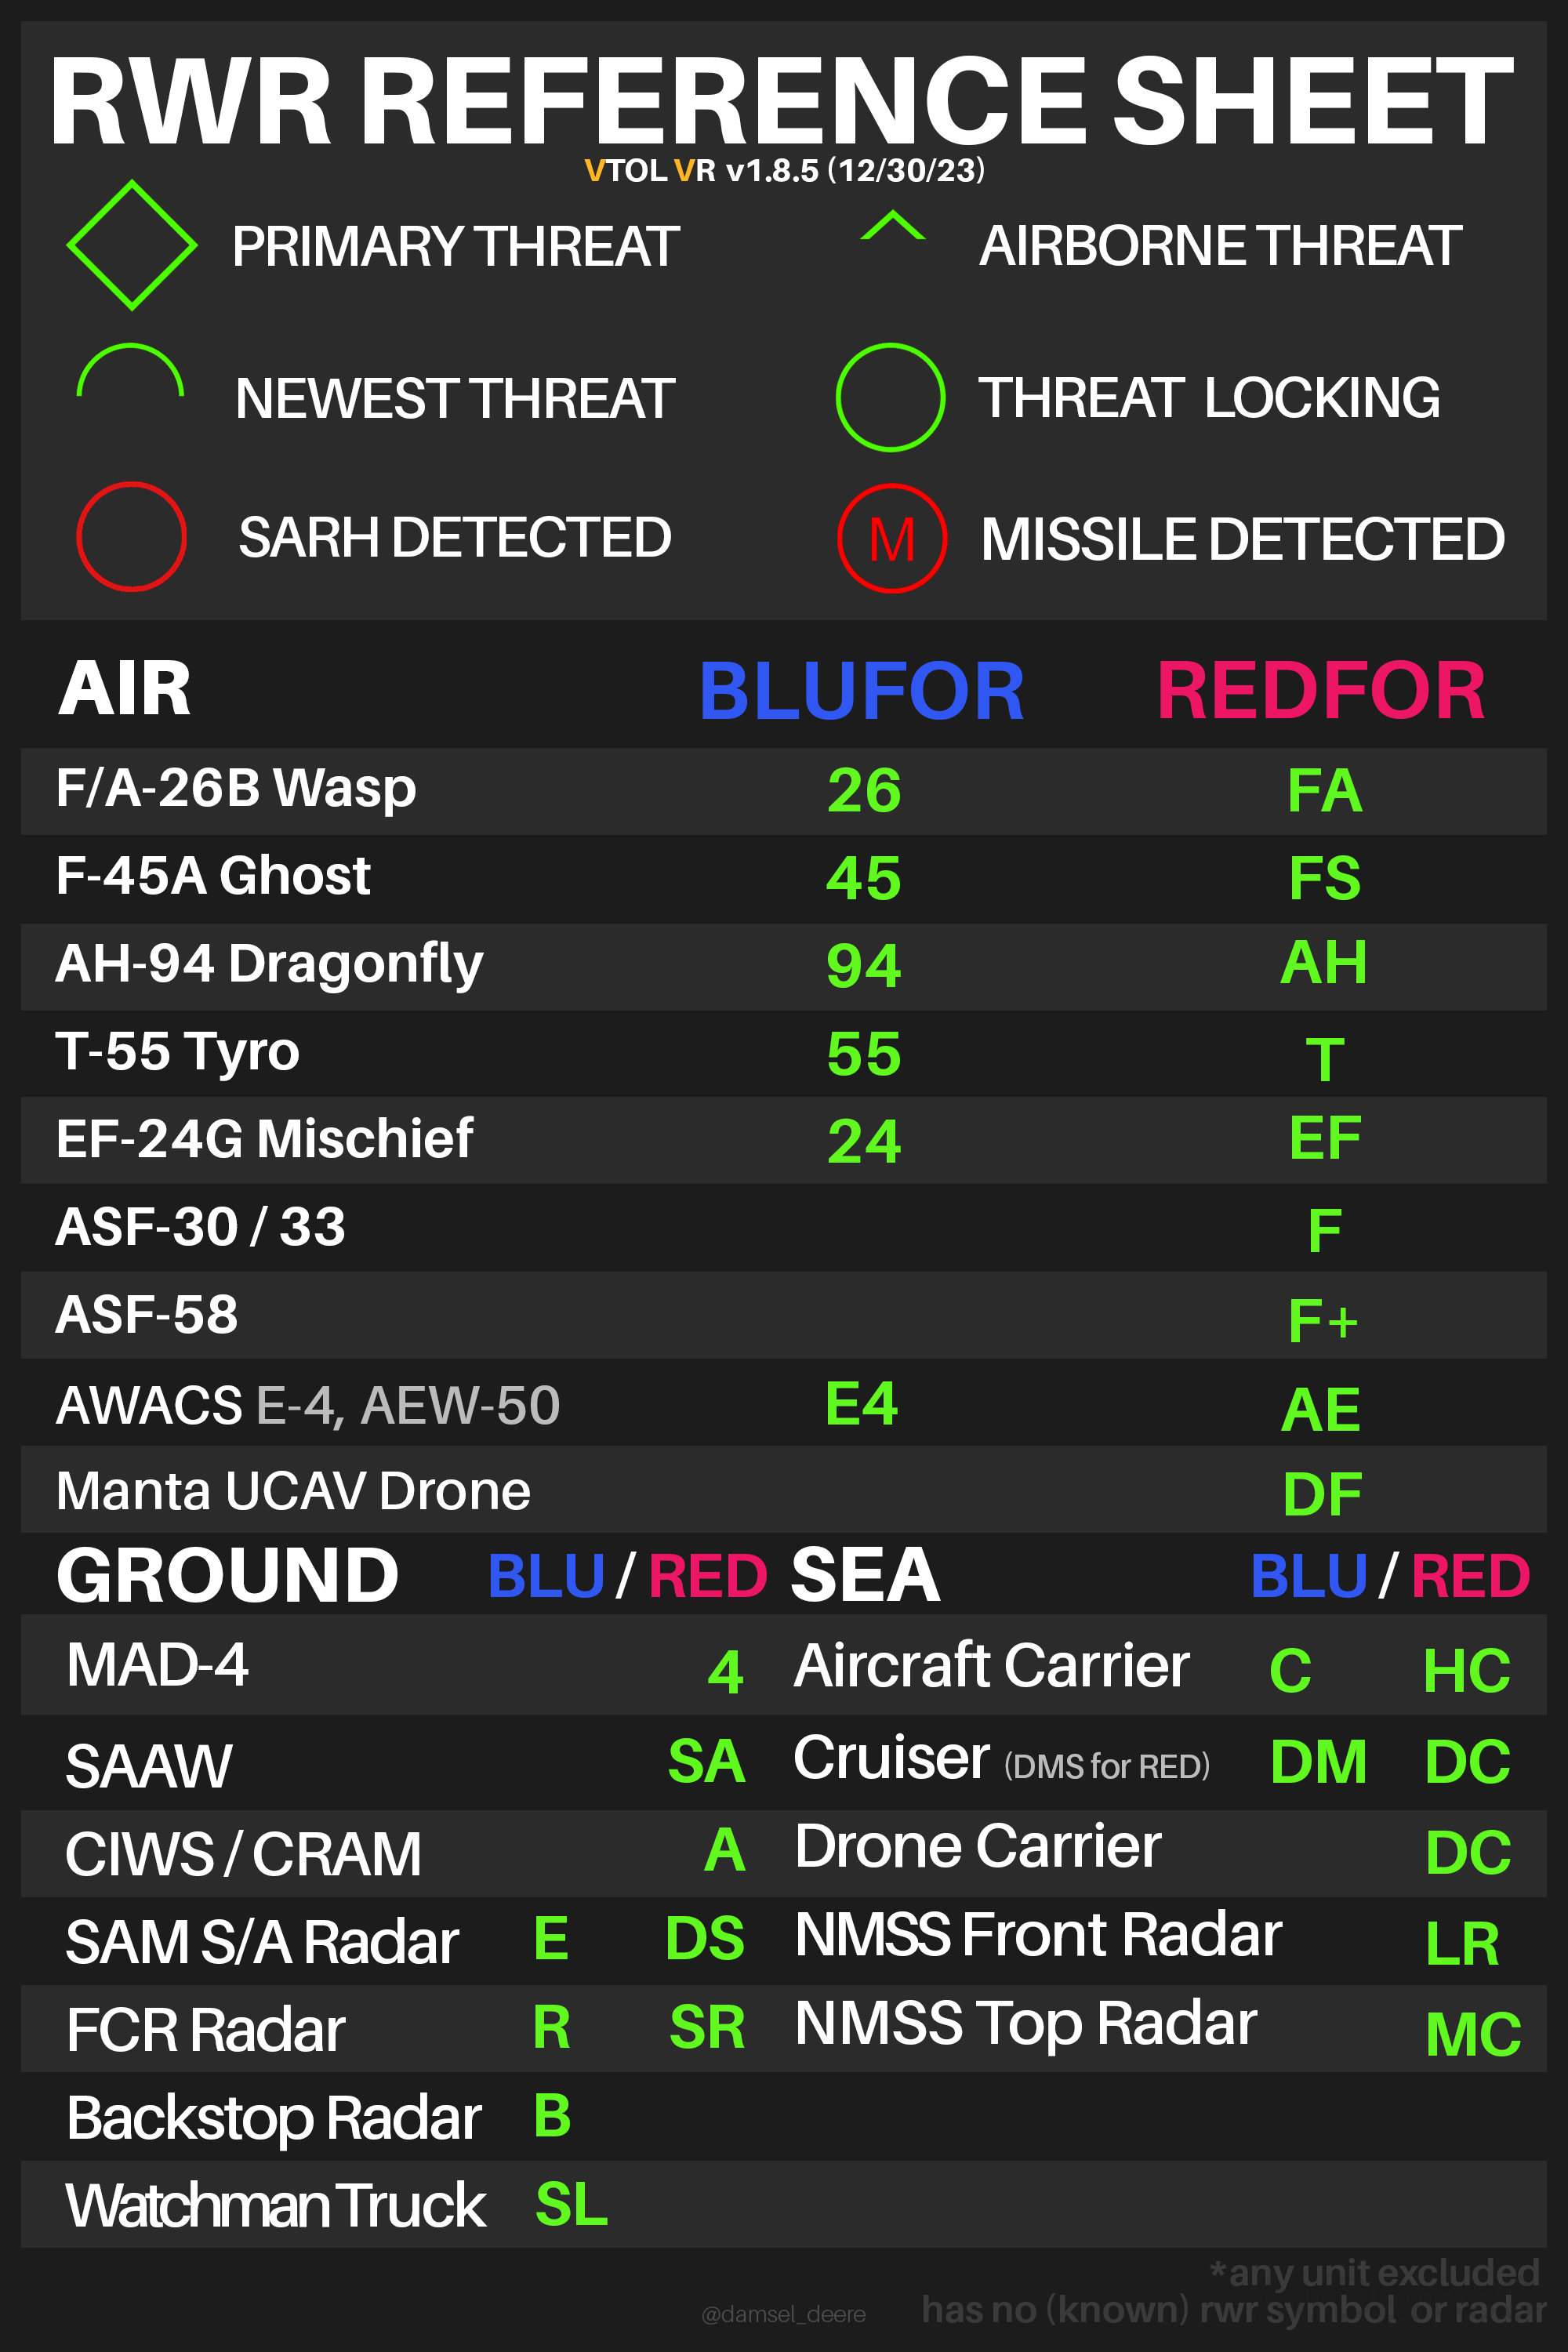 RWR REFERENCE SHEET
VTOL VR v1.8.5 (12/30/23)
PRIMARY THREAT AIRBORNE THREAT
NEWEST THREAT THREAT LOCKING
SARH DETECTED M MISSILE DETECTED
AIR BLUFOR REDFOR
F/A-26B Wasp 26 FA
F-45A Ghost 45 FS
AH-94 Dragonfly 94 AH
T-55 Tyro 55 T
EF-24G Mischief 24 EF
ASF-30 / 33 F
ASF-58 F+
AWACS E-4, AEW-50 E4 AE
Manta UCAV Drone DF
GROUND BLU / RED SEA BLU / RED
MAD-4 4 Aircraft Carrier C HC
SAAW SA Cruiser (DMS for RED) DM DC
CIWS / CRAM A Drone Carrier DC
SAM S/A Radar E DS NMSS Front Radar LR
FCR Radar R SR NMSS Top Radar MC
Backstop Radar B
Watchman Truck SL
*any unit excluded
@damsel_deere has no (known) rwr symbol or radar